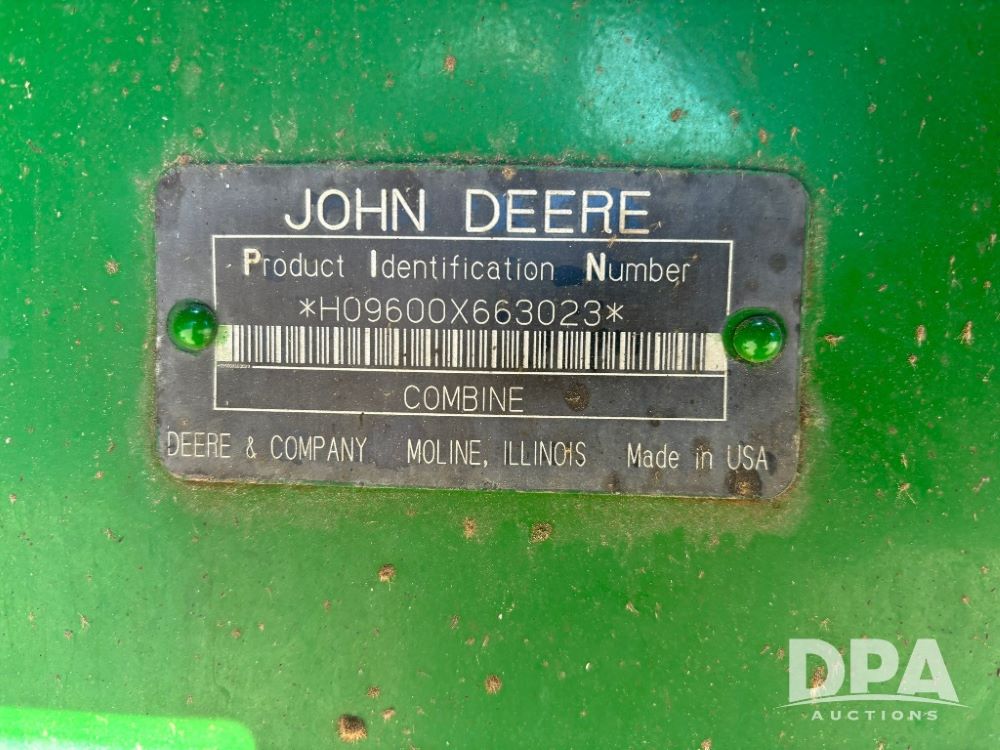 JOHN DEERE
Product Identification Number
*H09600X663023*
COMBINE
DEERE & COMPANY MOLINE, ILLINOIS Made in USA
DPA
AUCTIONS